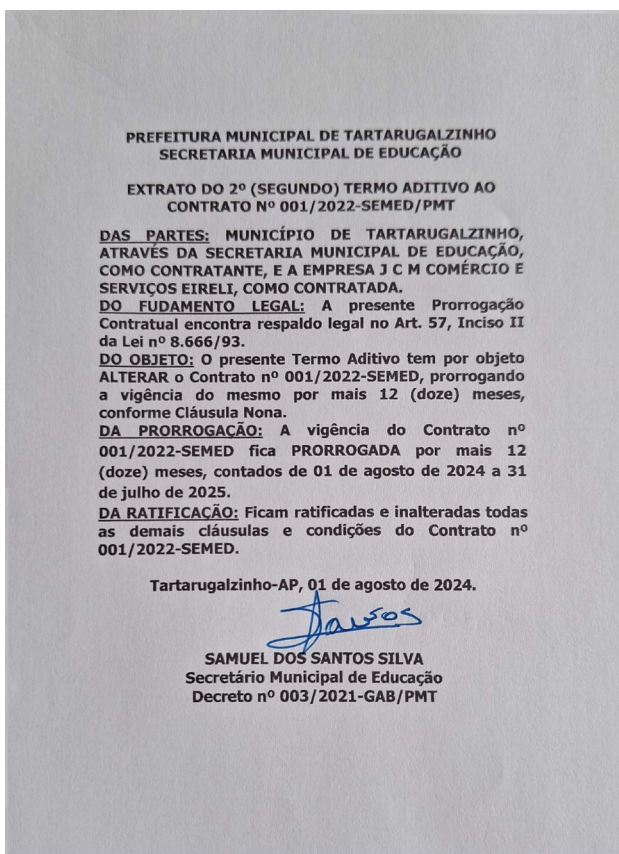 PREFEITURA MUNICIPAL DE TARTARUGALZINHO
SECRETARIA MUNICIPAL DE EDUCAÇÃO
EXTRATO DO 2º (SEGUNDO) TERMO ADITIVO AO
CONTRATO Nº 001/2022-SEMED/PMT
DAS PARTES: MUNICÍPIO DE TARTARUGALZINHO,
ATRAVÉS DA SECRETARIA MUNICIPAL DE EDUCAÇÃO,
COMO CONTRATANTE, E A EMPRESA J C M COMÉRCIO E
SERVIÇOS EIRELI, COMO CONTRATADA.
DO FUDAMENTO LEGAL: A presente Prorrogação
Contratual encontra respaldo legal no Art. 57, Inciso II
da Lei nº 8.666/93.
DO OBJETO: O presente Termo Aditivo tem por objeto
ALTERAR o Contrato nº 001/2022-SEMED, prorrogando
a vigência do mesmo por mais 12 (doze) meses,
conforme Cláusula Nona.
DA PRORROGAÇÃO: A vigência do Contrato nº
001/2022-SEMED fica PRORROGADA por mais 12
(doze) meses, contados de 01 de agosto de 2024 a 31
de julho de 2025.
DA RATIFICAÇÃO: Ficam ratificadas e inalteradas todas
as demais cláusulas e condições do Contrato nº
001/2022-SEMED.
Tartarugalzinho-AP, 01 de agosto de 2024.
Santos
SAMUEL DOS SANTOS SILVA
Secretário Municipal de Educação
Decreto nº 003/2021-GAB/PMT